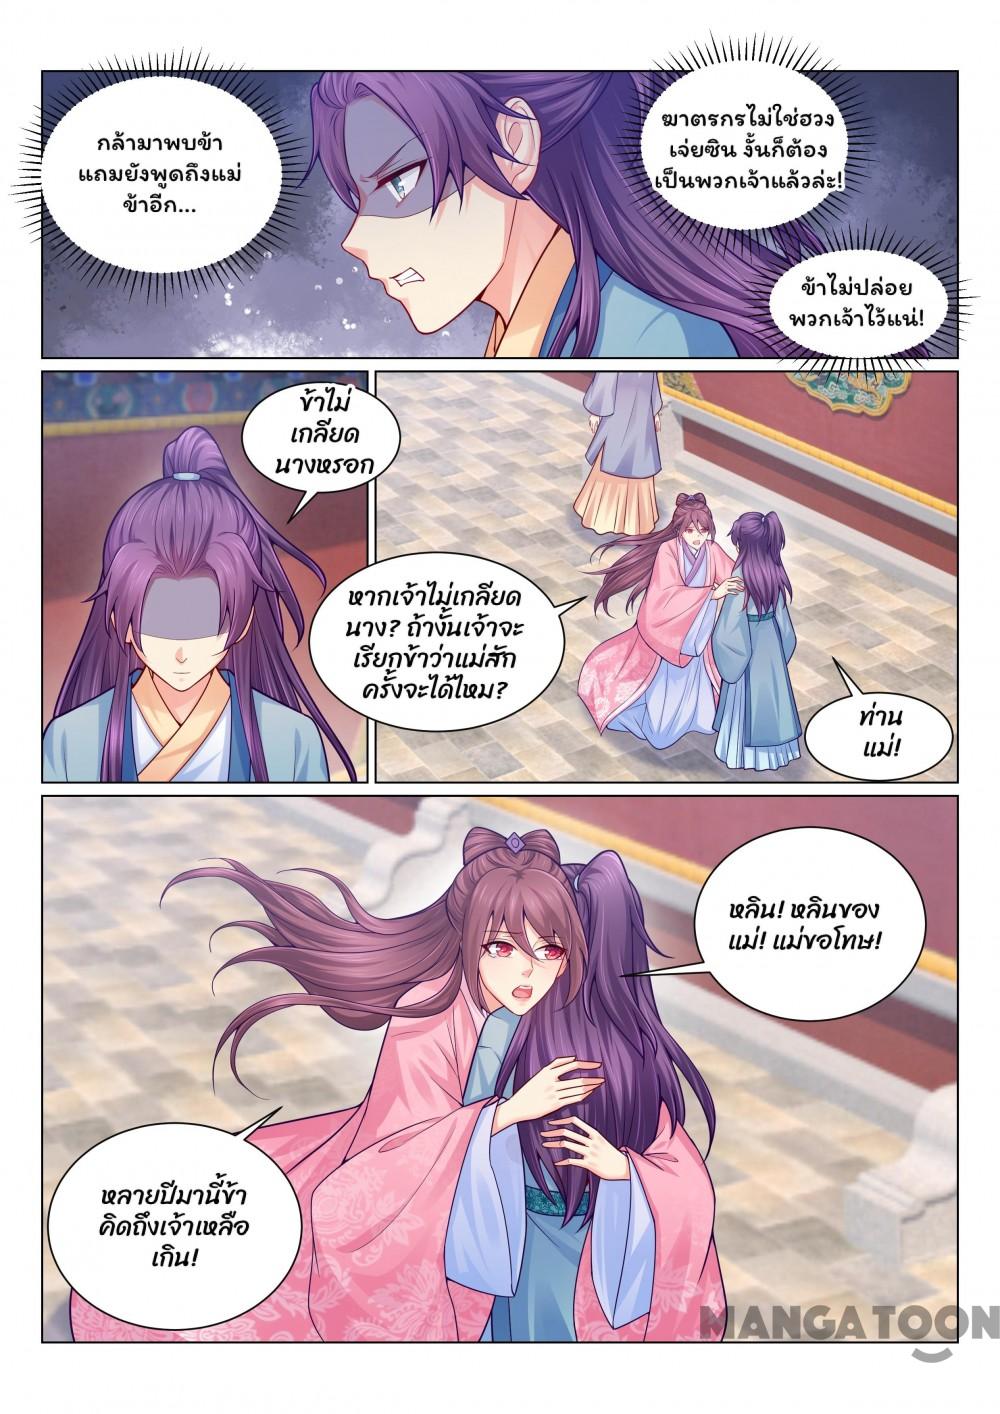 กล้ามาพบข้า
แถมยังพูดถึงแม่
ข้าอีก...
ฆาตรกรไม่ใช่ฮวง
เจ่ยซิน งั้นก็ต้อง
เป็นพวกเจ้าแล้วล่ะ!
ข้าไม่ปล่อย
พวกเจ้าไว้แน่!
ข้าไม่
เกลียด
นางหรอก
หากเจ้าไม่เกลียด
นาง? ถ้างั้นเจ้าจะ
เรียกข้าว่าแม่สัก
ครั้งจะได้ไหม?
ท่าน
แม่!
หลิน! หลินของ
แม่! แม่ขอโทษ!
หลายปีมานี้ข้า
คิดถึงเจ้าเหลือ
เกิน!
MANGATOON